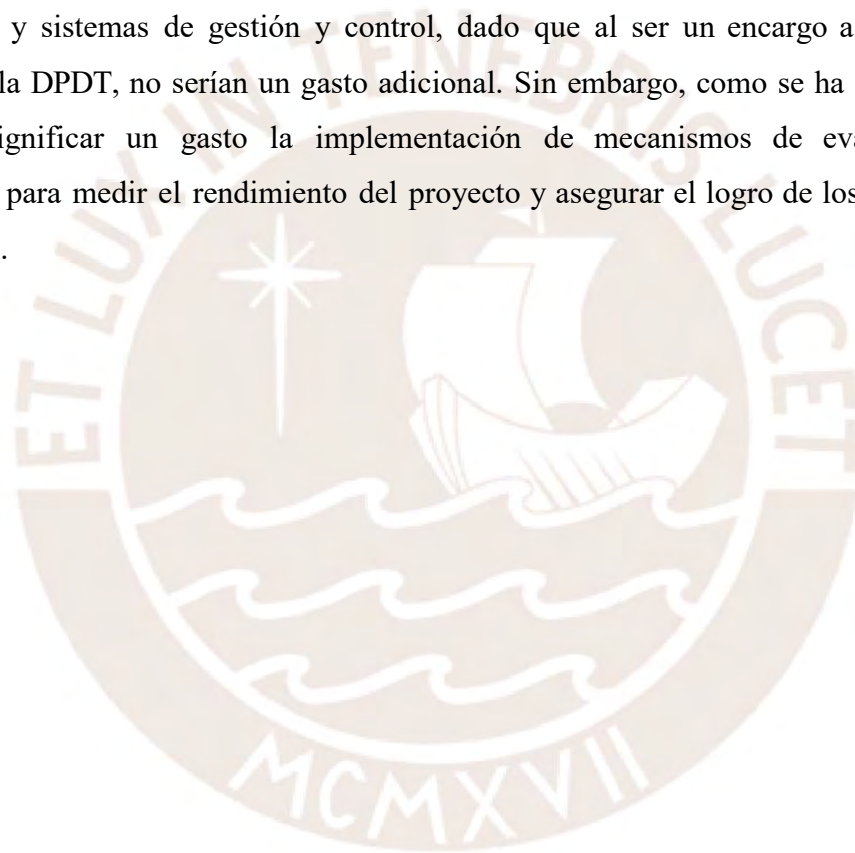 y sistemas de gestión y control, dado que al ser un encargo a
la DPDT, no serían un gasto adicional. Sin embargo, como se ha
ignificar un gasto la implementación de mecanismos de eva
para medir el rendimiento del proyecto y asegurar el logro de los
.
ET LUX IN TENEBRIS LUCET
MCMXVII